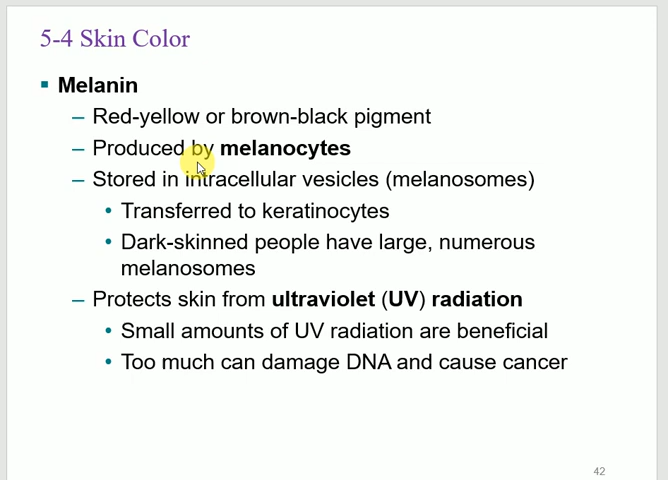 5-4 Skin Color
▪ Melanin
– Red-yellow or brown-black pigment
– Produced by melanocytes
– Stored in intracellular vesicles (melanosomes)
• Transferred to keratinocytes
• Dark-skinned people have large, numerous
melanosomes
– Protects skin from ultraviolet (UV) radiation
• Small amounts of UV radiation are beneficial
• Too much can damage DNA and cause cancer
42